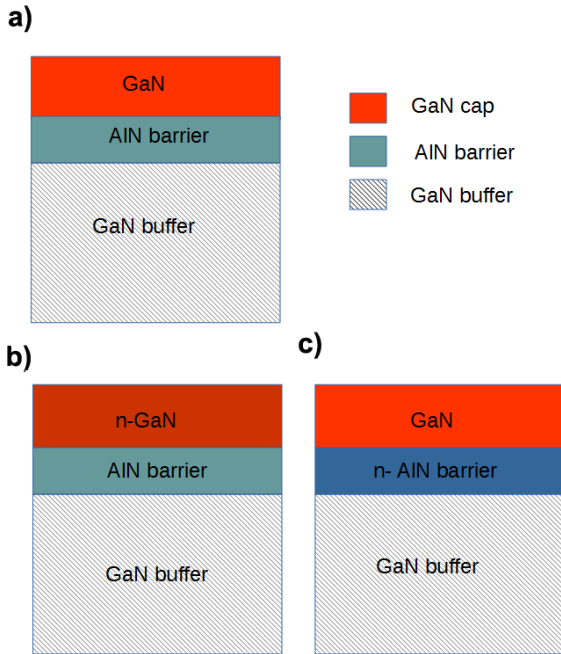 a)
GaN
AlN barrier
GaN buffer
GaN cap
AlN barrier
GaN buffer
b)
n-GaN
AlN barrier
GaN buffer
c)
GaN
n- AlN barrier
GaN buffer